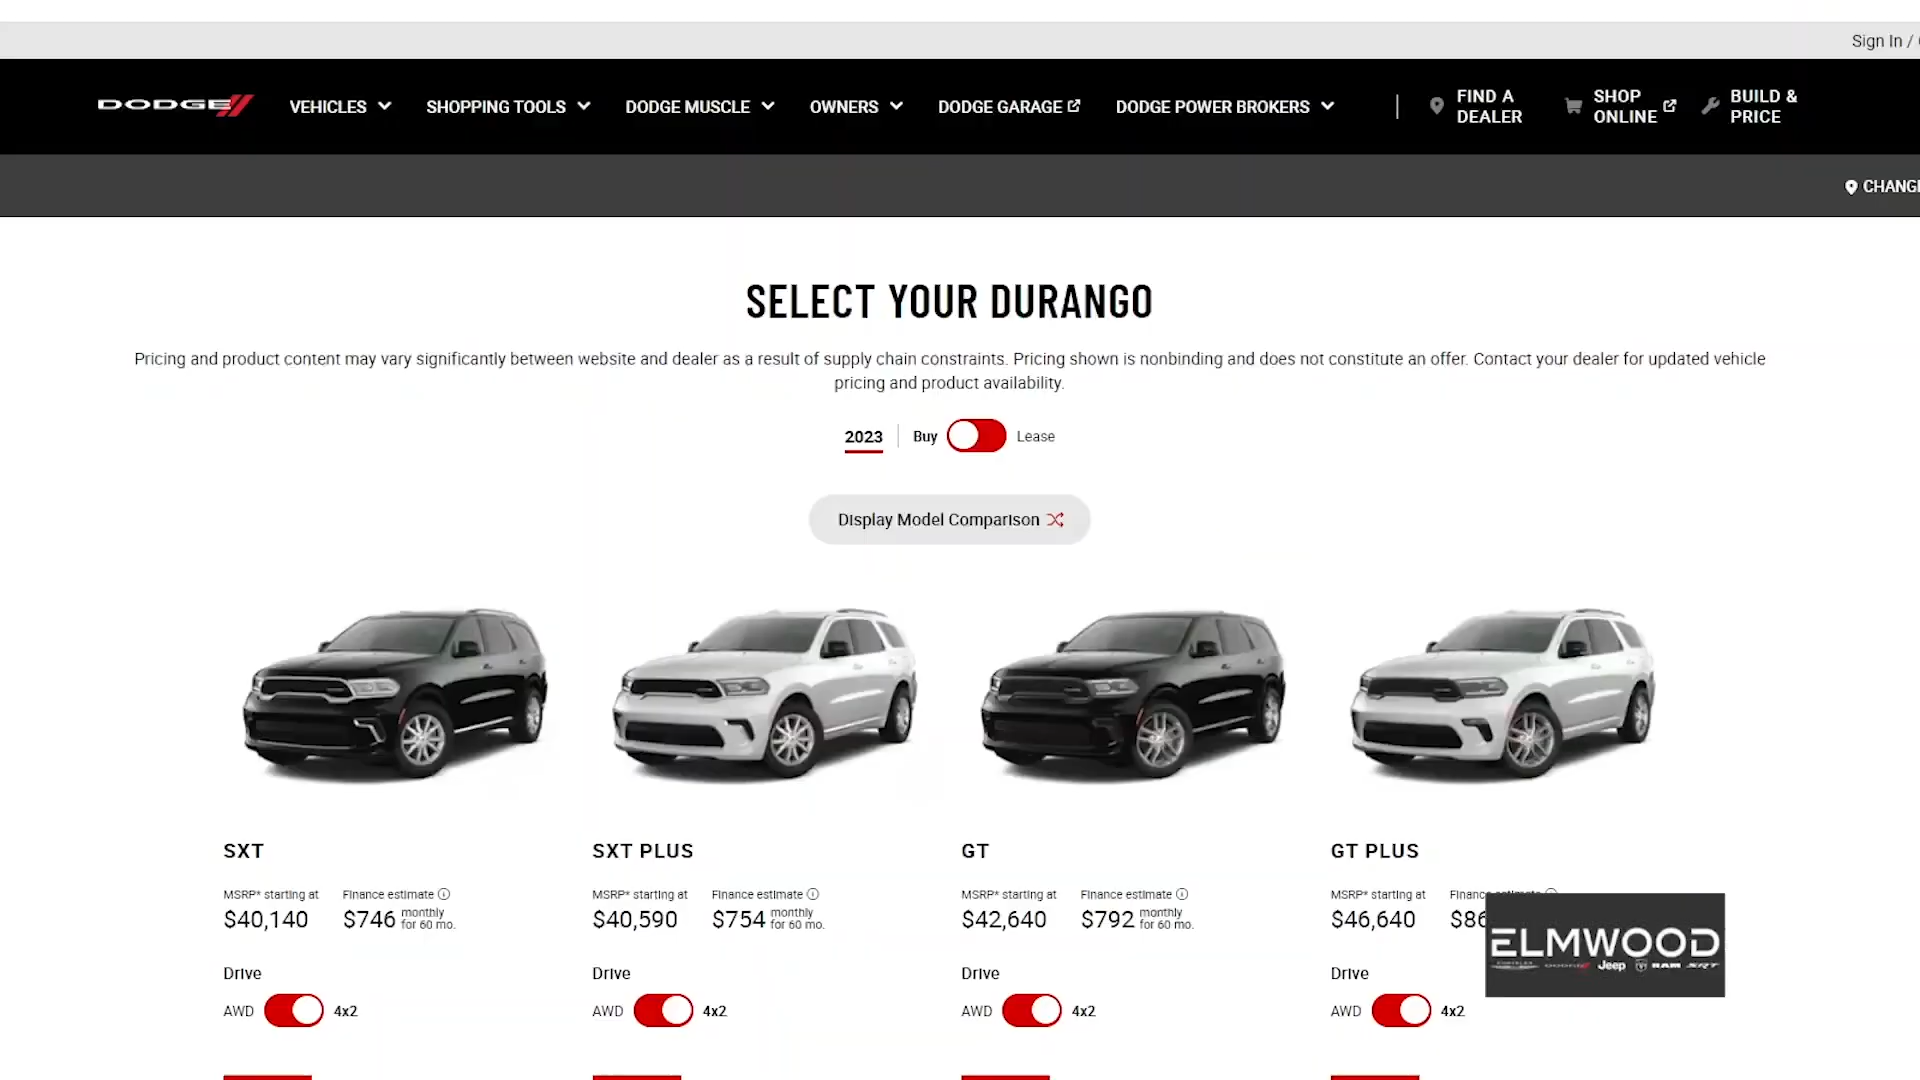 Sign In /
DODGE
VEHICLES
SHOPPING TOOLS
DODGE MUSCLE
OWNERS
DODGE GARAGE
DODGE POWER BROKERS
FIND A
DEALER
SHOP
ONLINE
BUILD &
PRICE
SELECT YOUR DURANGO
Pricing and product content may vary significantly between website and dealer as a result of supply chain constraints. Pricing shown is nonbinding and does not constitute an offer. Contact your dealer for updated vehicle
pricing and product availability.
2023 Buy Lease
Display Model Comparison
SXT
MSRP* starting at Finance estimate
$40,140 $746 monthly
for 60 mo.
Drive
AWD 4x2
SXT PLUS
MSRP* starting at Finance estimate
$40,590 $754 monthly
for 60 mo.
Drive
AWD 4x2
GT
MSRP* starting at Finance estimate
$42,640 $792 monthly
for 60 mo.
Drive
AWD 4x2
GT PLUS
MSRP* starting at
$46,640
Drive
AWD 4x2
ELMWOOD
CHRYSLER DODGE Jeep RAM SRT